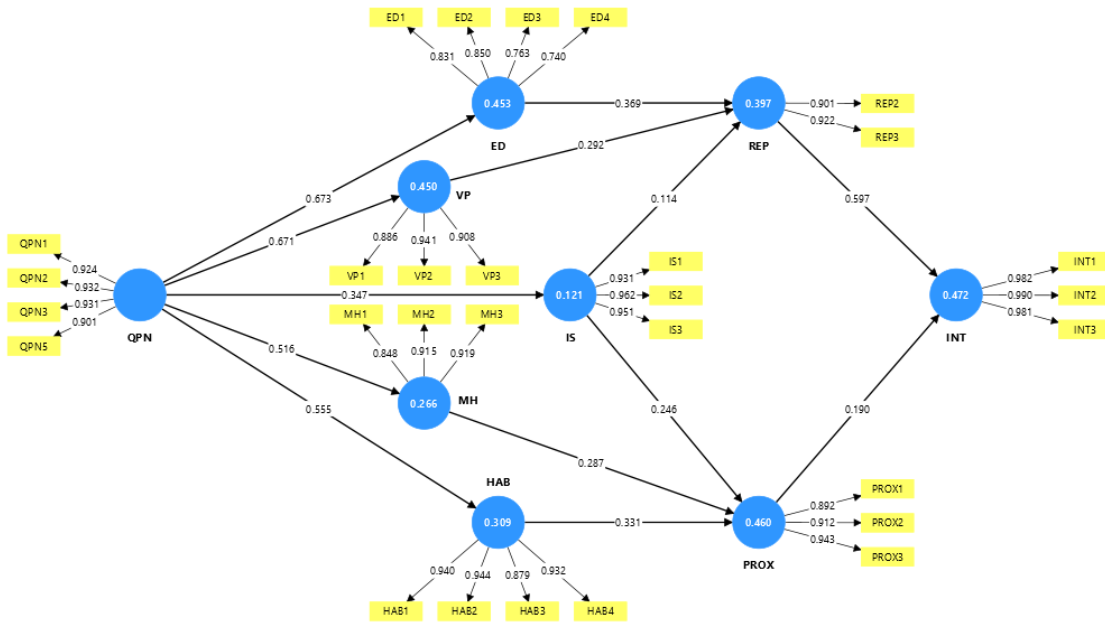 ED1 ED2 ED3 ED4
0.831 0.850 0.763 0.740
0.453 0.369 0.397 0.901 REP2
0.922 REP3
ED REP
0.292
0.450 VP
0.673 0.114 0.597
0.671 0.886 0.941 0.908
QPN1
0.924
QPN2
0.932
QPN3
0.931
QPN5
0.901
QPN
VP1 VP2 VP3
0.347
0.121
IS
0.931 IS1
0.962 IS2
0.951 IS3
0.472
INT
0.982 INT1
0.990 INT2
0.981 INT3
MH1 MH2 MH3
0.848 0.915 0.919
0.516
0.266 MH
0.555 0.246 0.190
0.287
HAB
0.309 0.331 0.460
PROX
0.892 PROX1
0.912 PROX2
0.943 PROX3
0.940 0.944 0.879 0.932
HAB1 HAB2 HAB3 HAB4